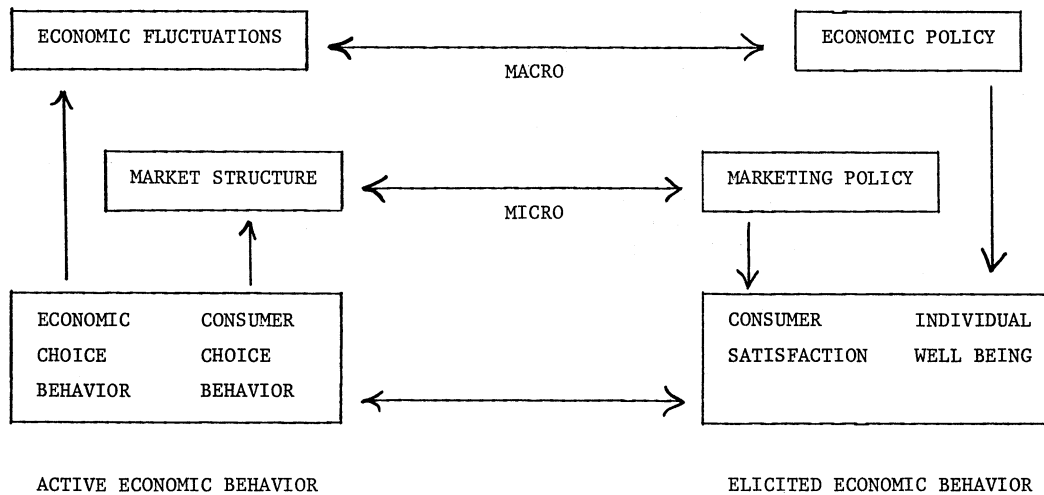 ECONOMIC FLUCTUATIONS
ECONOMIC POLICY
MACRO
MARKET STRUCTURE
MARKETING POLICY
MICRO
ECONOMIC
CHOICE
BEHAVIOR
CONSUMER
CHOICE
BEHAVIOR
CONSUMER
SATISFACTION
INDIVIDUAL
WELL BEING
ACTIVE ECONOMIC BEHAVIOR
ELICITED ECONOMIC BEHAVIOR